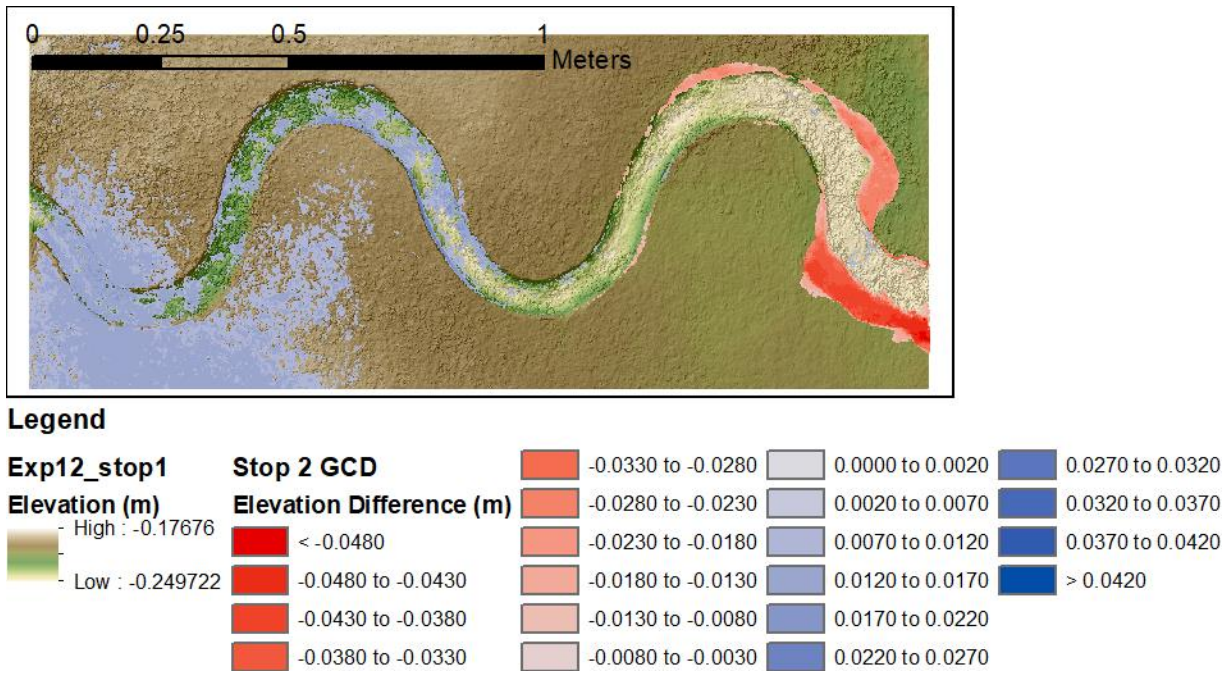 0 0.25 0.5 1
Meters
Legend
Exp12_stop1
Elevation (m)
High : -0.17676
Low : -0.249722
Stop 2 GCD
Elevation Difference (m)
< -0.0480
-0.0480 to -0.0430
-0.0430 to -0.0380
-0.0380 to -0.0330
-0.0330 to -0.0280
-0.0280 to -0.0230
-0.0230 to -0.0180
-0.0180 to -0.0130
-0.0130 to -0.0080
-0.0080 to -0.0030
0.0000 to 0.0020
0.0020 to 0.0070
0.0070 to 0.0120
0.0120 to 0.0170
0.0170 to 0.0220
0.0220 to 0.0270
0.0270 to 0.0320
0.0320 to 0.0370
0.0370 to 0.0420
> 0.0420